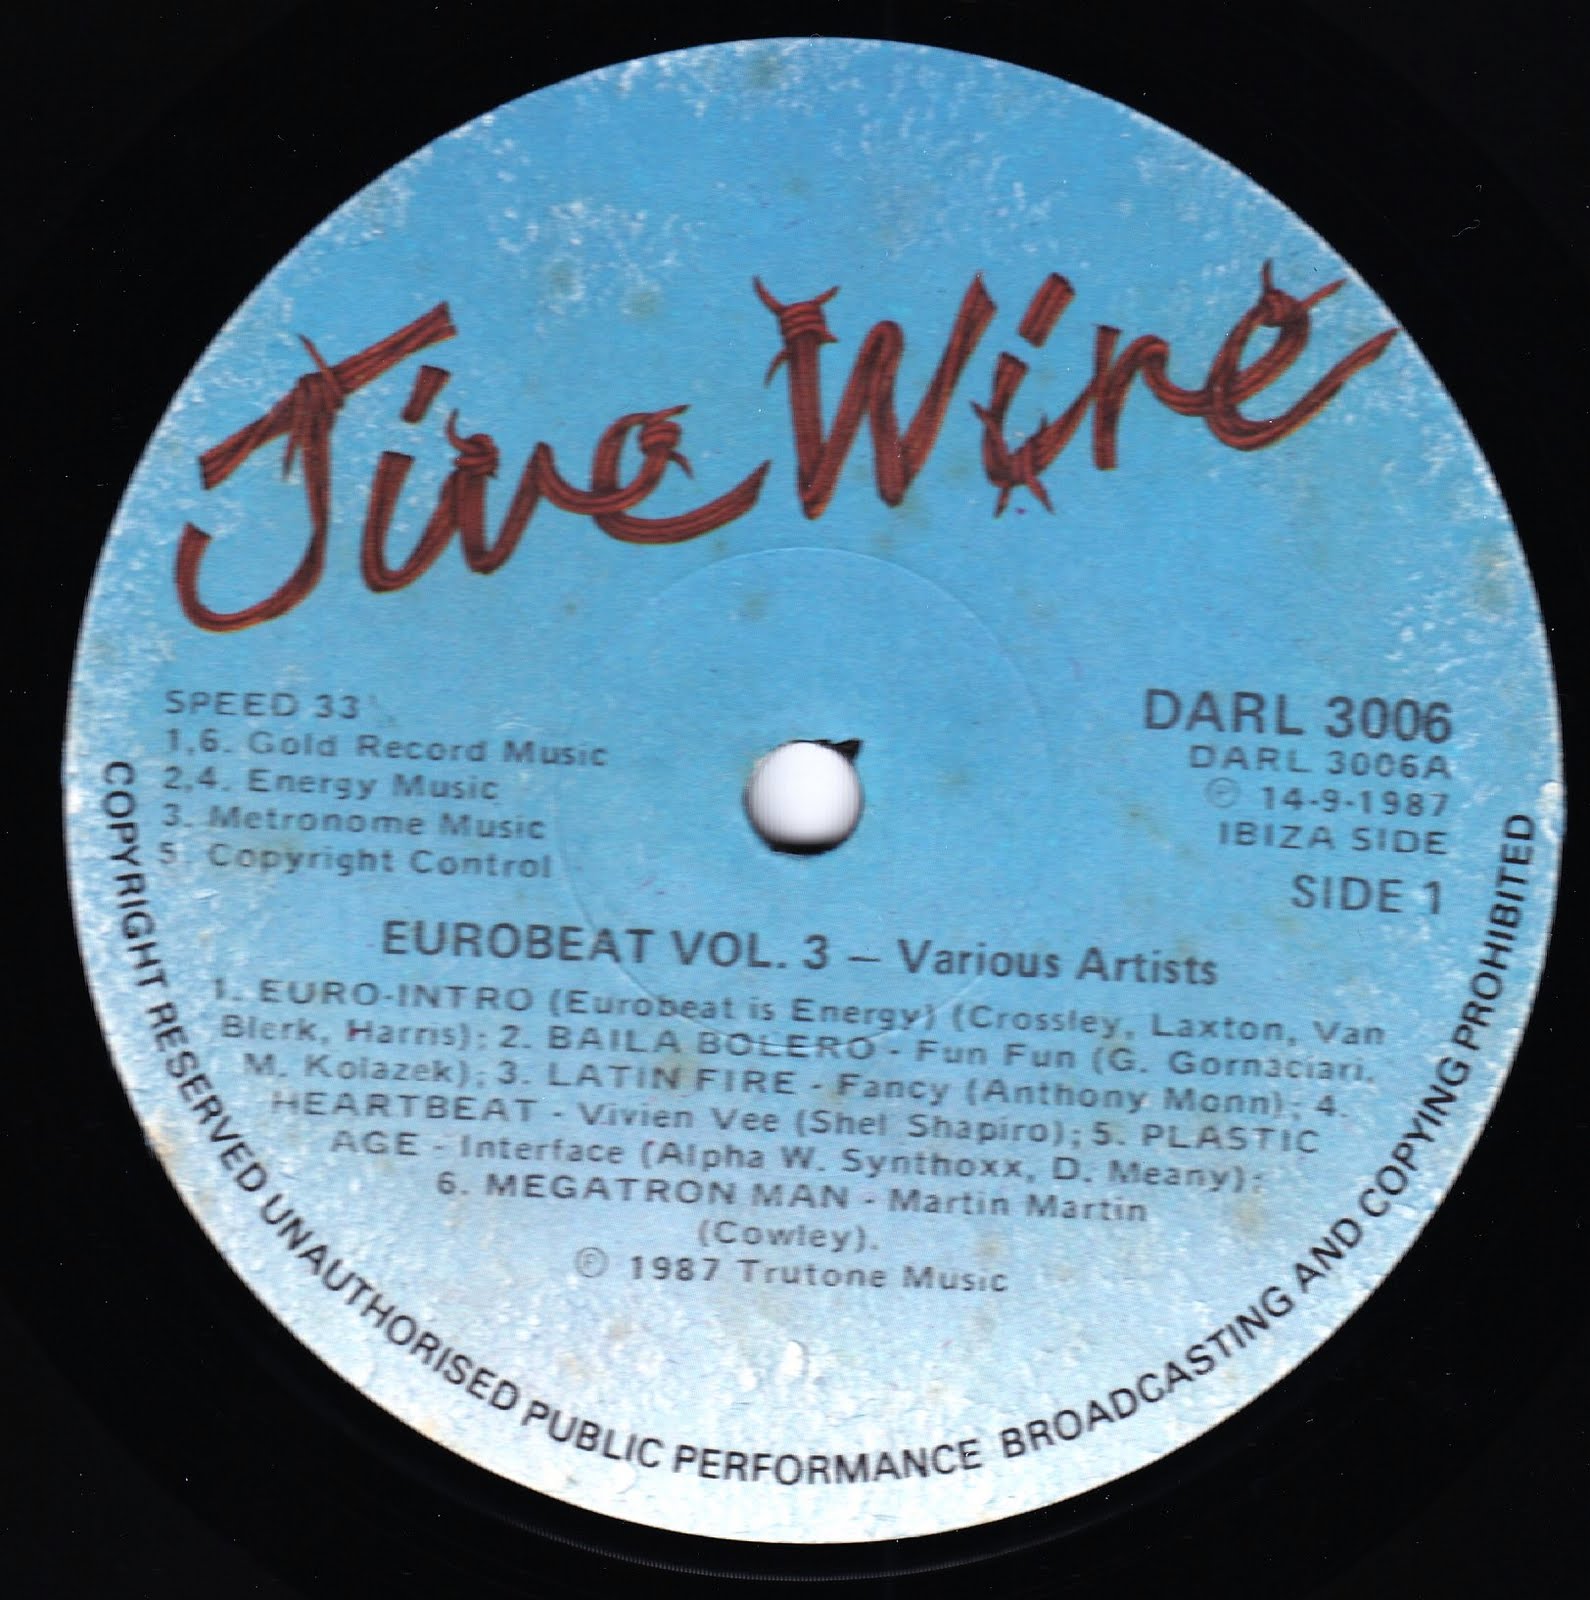 Jive Wire
SPEED 33
1,6. Gold Record Music
2,4. Energy Music
3. Metronome Music
5. Copyright Control
DARL 3006
DARL 3006A
Ⓟ 14-9-1987
IBIZA SIDE
SIDE 1
EUROBEAT VOL. 3 – Various Artists
1. EURO-INTRO (Eurobeat is Energy) (Crossley, Laxton, Van
Blerk, Harris); 2. BAILA BOLERO - Fun Fun (G. Gornaciari,
M. Kolazek); 3. LATIN FIRE - Fancy (Anthony Monn); 4.
HEARTBEAT - Vivien Vee (Shel Shapiro); 5. PLASTIC
AGE - Interface (Alpha W. Synthoxx, D. Meany);
6. MEGATRON MAN - Martin Martin
(Cowley).
Ⓟ 1987 Trutone Music
COPYRIGHT RESERVED UNAUTHORISED PUBLIC PERFORMANCE BROADCASTING AND COPYING PROHIBITED